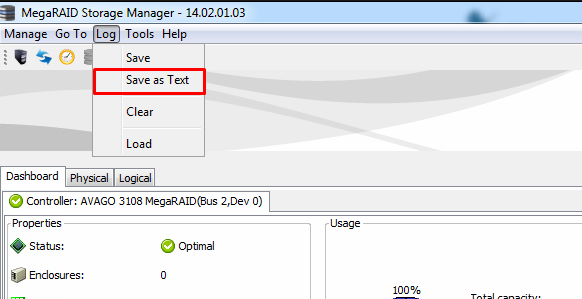 MegaRAID Storage Manager - 14.02.01.03
Manage Go To Log Tools Help
Save
Save as Text
Clear
Load
Dashboard Physical Logical
Controller: AVAGO 3108 MegaRAID(Bus 2,Dev 0)
Properties Usage
Status: Optimal
Enclosures: 0
100%
Total capacity: